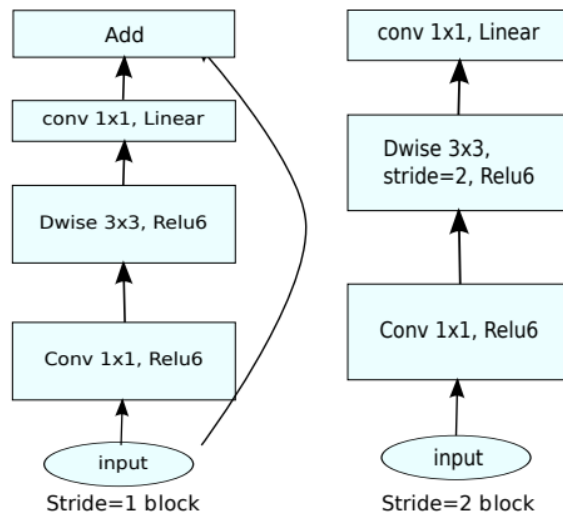 Add
conv 1x1, Linear
Dwise 3x3, Relu6
Conv 1x1, Relu6
input
Stride=1 block
conv 1x1, Linear
Dwise 3x3,
stride=2, Relu6
Conv 1x1, Relu6
input
Stride=2 block